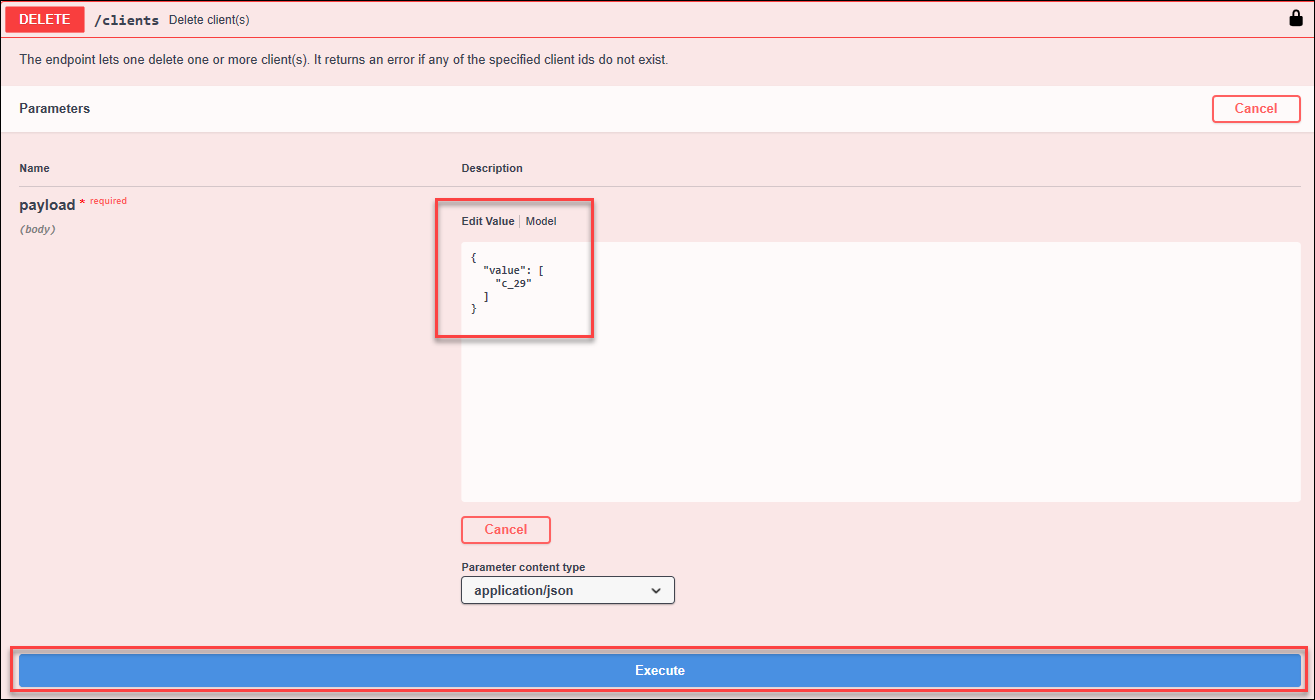 DELETE /clients Delete client(s)
The endpoint lets one delete one or more client(s). It returns an error if any of the specified client ids do not exist.
Parameters Cancel
Name Description
payload * required
(body)
Edit Value Model
{
  "value": [
    "c_29"
  ]
}
Cancel
Parameter content type
application/json
Execute